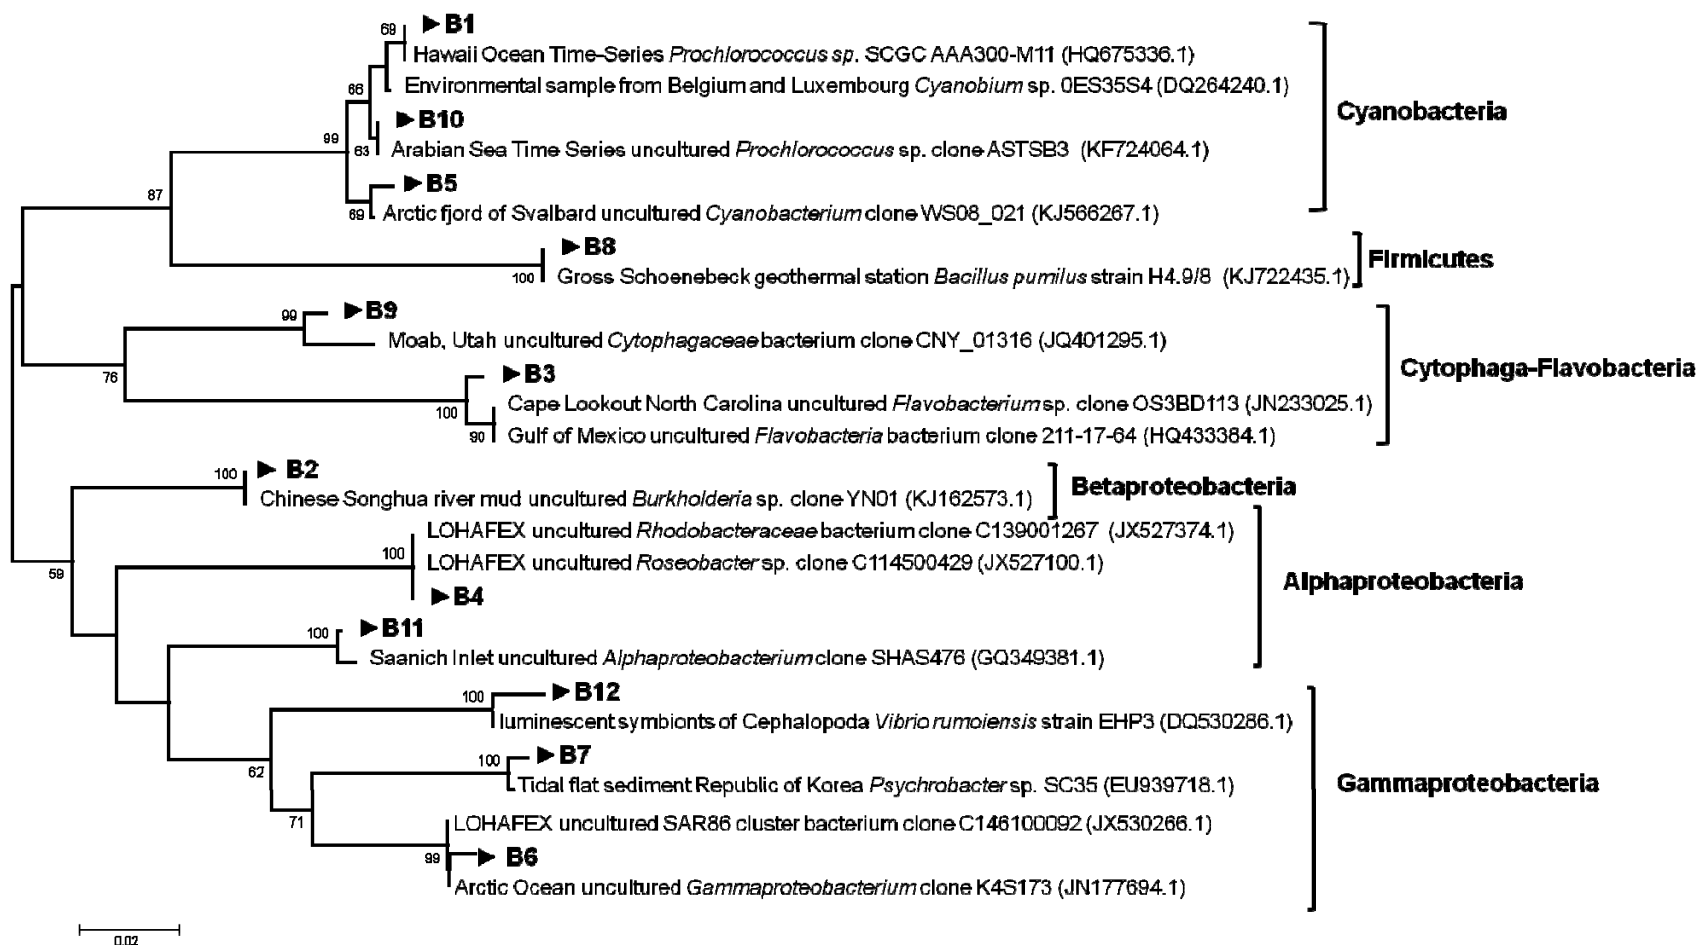 69
B1
Hawaii Ocean Time-Series Prochlorococcus sp. SCGC AAA300-M11 (HQ675336.1)
66
Environmental sample from Belgium and Luxembourg Cyanobium sp. 0ES35S4 (DQ264240.1)
Cyanobacteria
B10
99
63
Arabian Sea Time Series uncultured Prochlorococcus sp. clone ASTSB3 (KF724064.1)
B5
87
69
Arctic fjord of Svalbard uncultured Cyanobacterium clone WS08_021 (KJ566267.1)
B8
Firmicutes
100
Gross Schoenebeck geothermal station Bacillus pumilus strain H4.9/8 (KJ722435.1)
99
B9
Moab, Utah uncultured Cytophagaceae bacterium clone CNY_01316 (JQ401295.1)
Cytophaga-Flavobacteria
76
B3
100
Cape Lookout North Carolina uncultured Flavobacterium sp. clone OS3BD113 (JN233025.1)
90
Gulf of Mexico uncultured Flavobacteria bacterium clone 211-17-64 (HQ433384.1)
100
B2
Betaproteobacteria
Chinese Songhua river mud uncultured Burkholderia sp. clone YN01 (KJ162573.1)
LOHAFEX uncultured Rhodobacteraceae bacterium clone C139001267 (JX527374.1)
100
LOHAFEX uncultured Roseobacter sp. clone C114500429 (JX527100.1)
59
Alphaproteobacteria
B4
100
B11
Saanich Inlet uncultured Alphaproteobacterium clone SHAS476 (GQ349381.1)
100
B12
luminescent symbionts of Cephalopoda Vibrio rumoiensis strain EHP3 (DQ530286.1)
100
B7
62
Tidal flat sediment Republic of Korea Psychrobacter sp. SC35 (EU939718.1)
Gammaproteobacteria
71
LOHAFEX uncultured SAR86 cluster bacterium clone C146100092 (JX530266.1)
99
B6
Arctic Ocean uncultured Gammaproteobacterium clone K4S173 (JN177694.1)
0.02